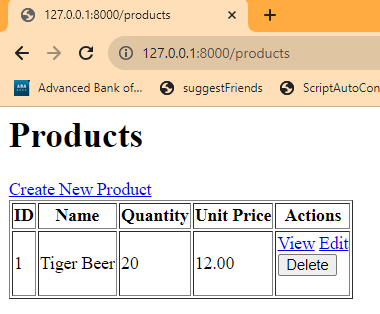 127.0.0.1:8000/products
127.0.0.1:8000/products
ABA Advanced Bank of... suggestFriends ScriptAutoCon
Products
Create New Product
ID Name Quantity Unit Price Actions
1 Tiger Beer 20 12.00 View Edit
Delete